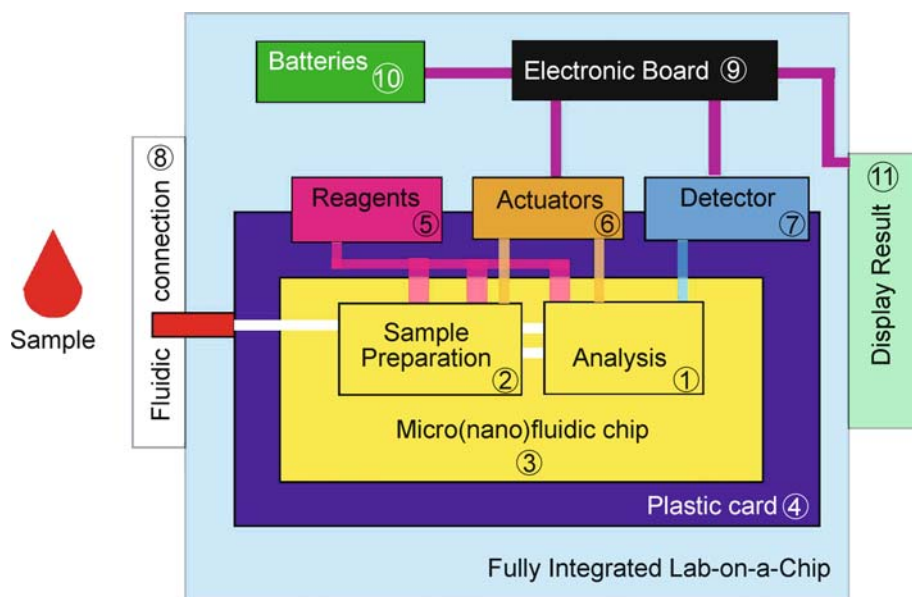 Batteries ⑩
Electronic Board ⑨
⑧
Fluidic connection
Reagents
⑤
Actuators
⑥
Detector
⑦
⑪
Display Result
Sample
Sample
Preparation
②
Analysis
①
Micro(nano)fluidic chip
③
Plastic card ④
Fully Integrated Lab-on-a-Chip